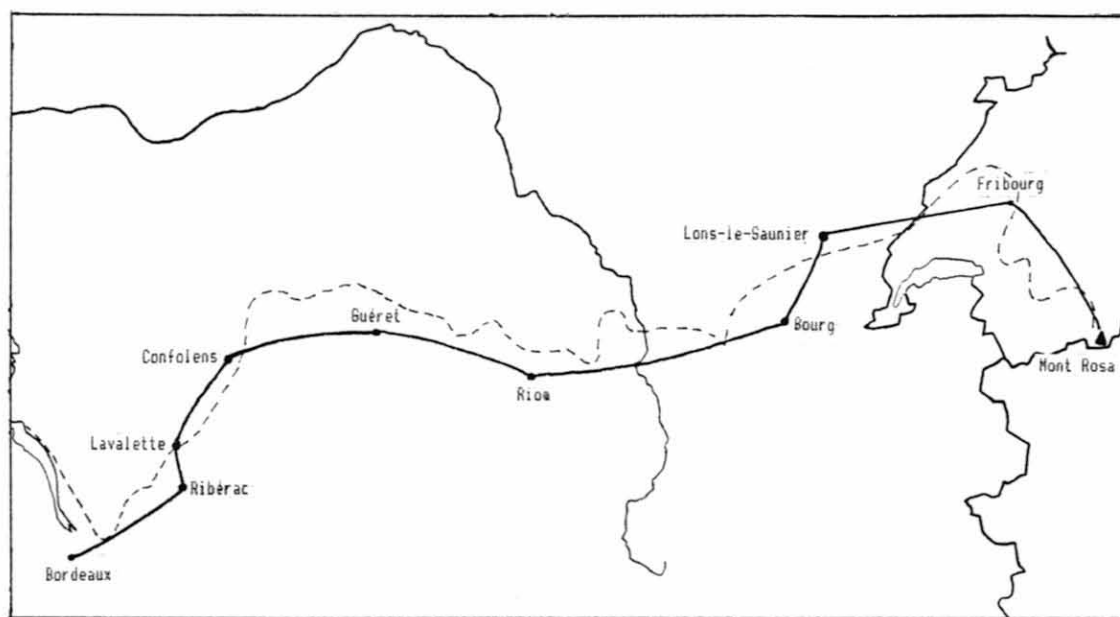 Fribourg
Lons-le-Saunier
Guéret
Bourg
Confolens
Mont Rosa
Riom
Lavalette
Ribérac
Bordeaux